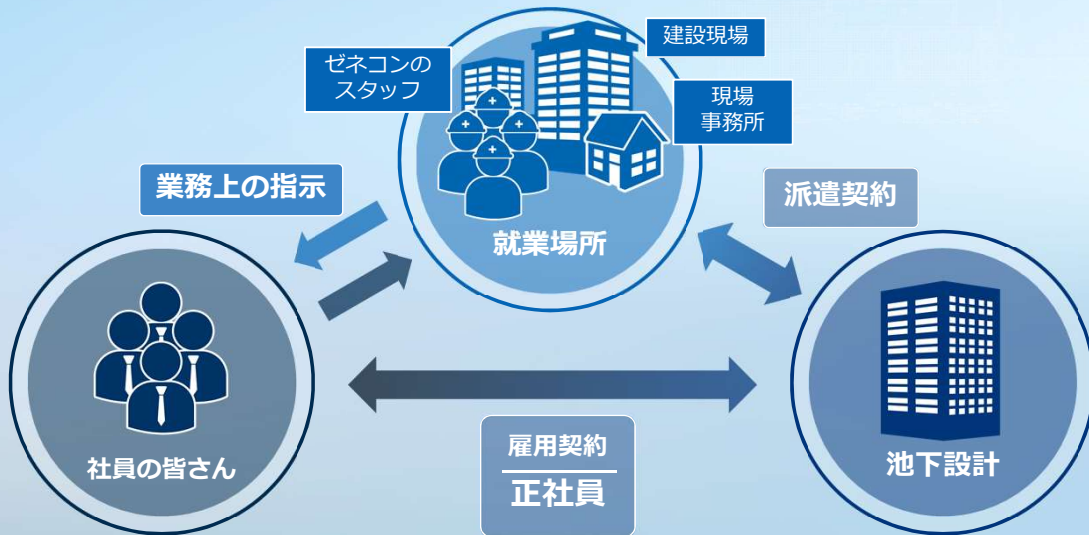 建設現場
ゼネコンの
スタッフ
現場
事務所
業務上の指示
派遣契約
就業場所
社員の皆さん
雇用契約
正社員
池下設計